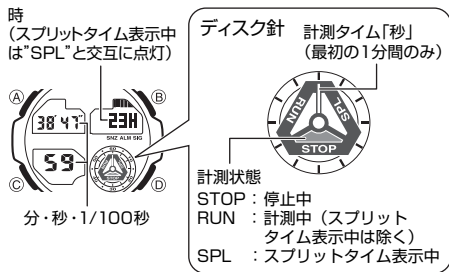 時
(スプリットタイム表示中
は"SPL"と交互に点灯)
A
B
38'47"
23H
SNZ ALM SIG
59
C
D
分・秒・1/100秒
ディスク針
計測タイム「秒」
(最初の1分間のみ)
RUN
SPL
STOP
計測状態
STOP:停止中
RUN :計測中(スプリット
タイム表示中は除く)
SPL :スプリットタイム表示中